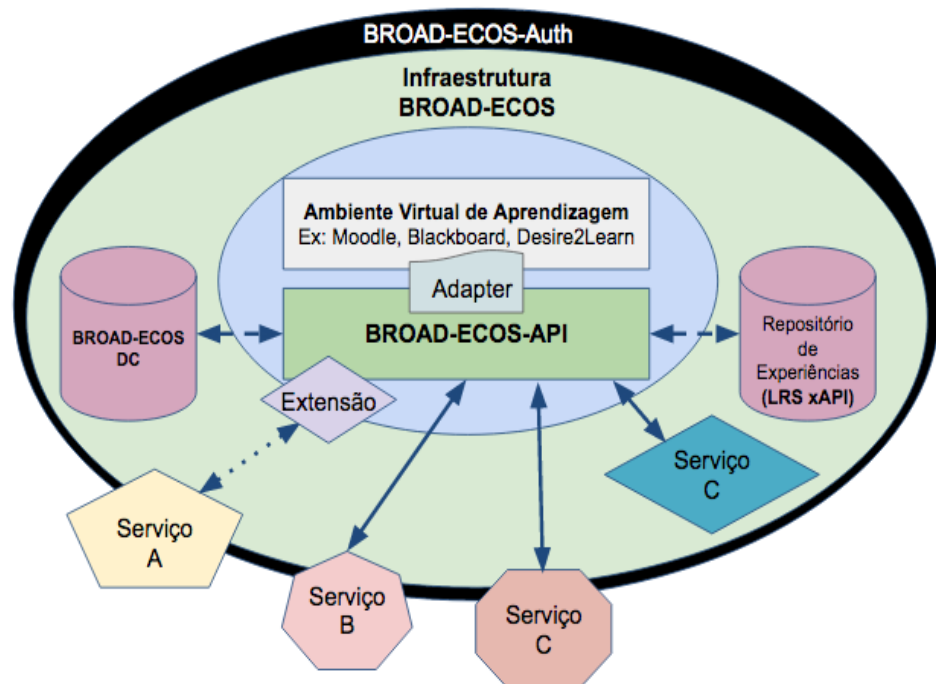 BROAD-ECOS-Auth
Infraestrutura
BROAD-ECOS
Ambiente Virtual de Aprendizagem
Ex: Moodle, Blackboard, Desire2Learn
Adapter
BROAD-ECOS-API
BROAD-ECOS
DC
Repositório
de
Experiências
(LRS xAPI)
Extensão
Serviço
A
Serviço
B
Serviço
C
Serviço
C